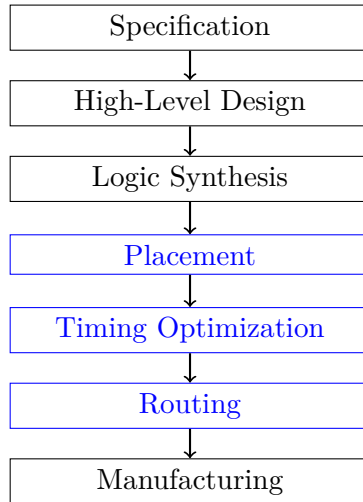 Specification
High-Level Design
Logic Synthesis
Placement
Timing Optimization
Routing
Manufacturing